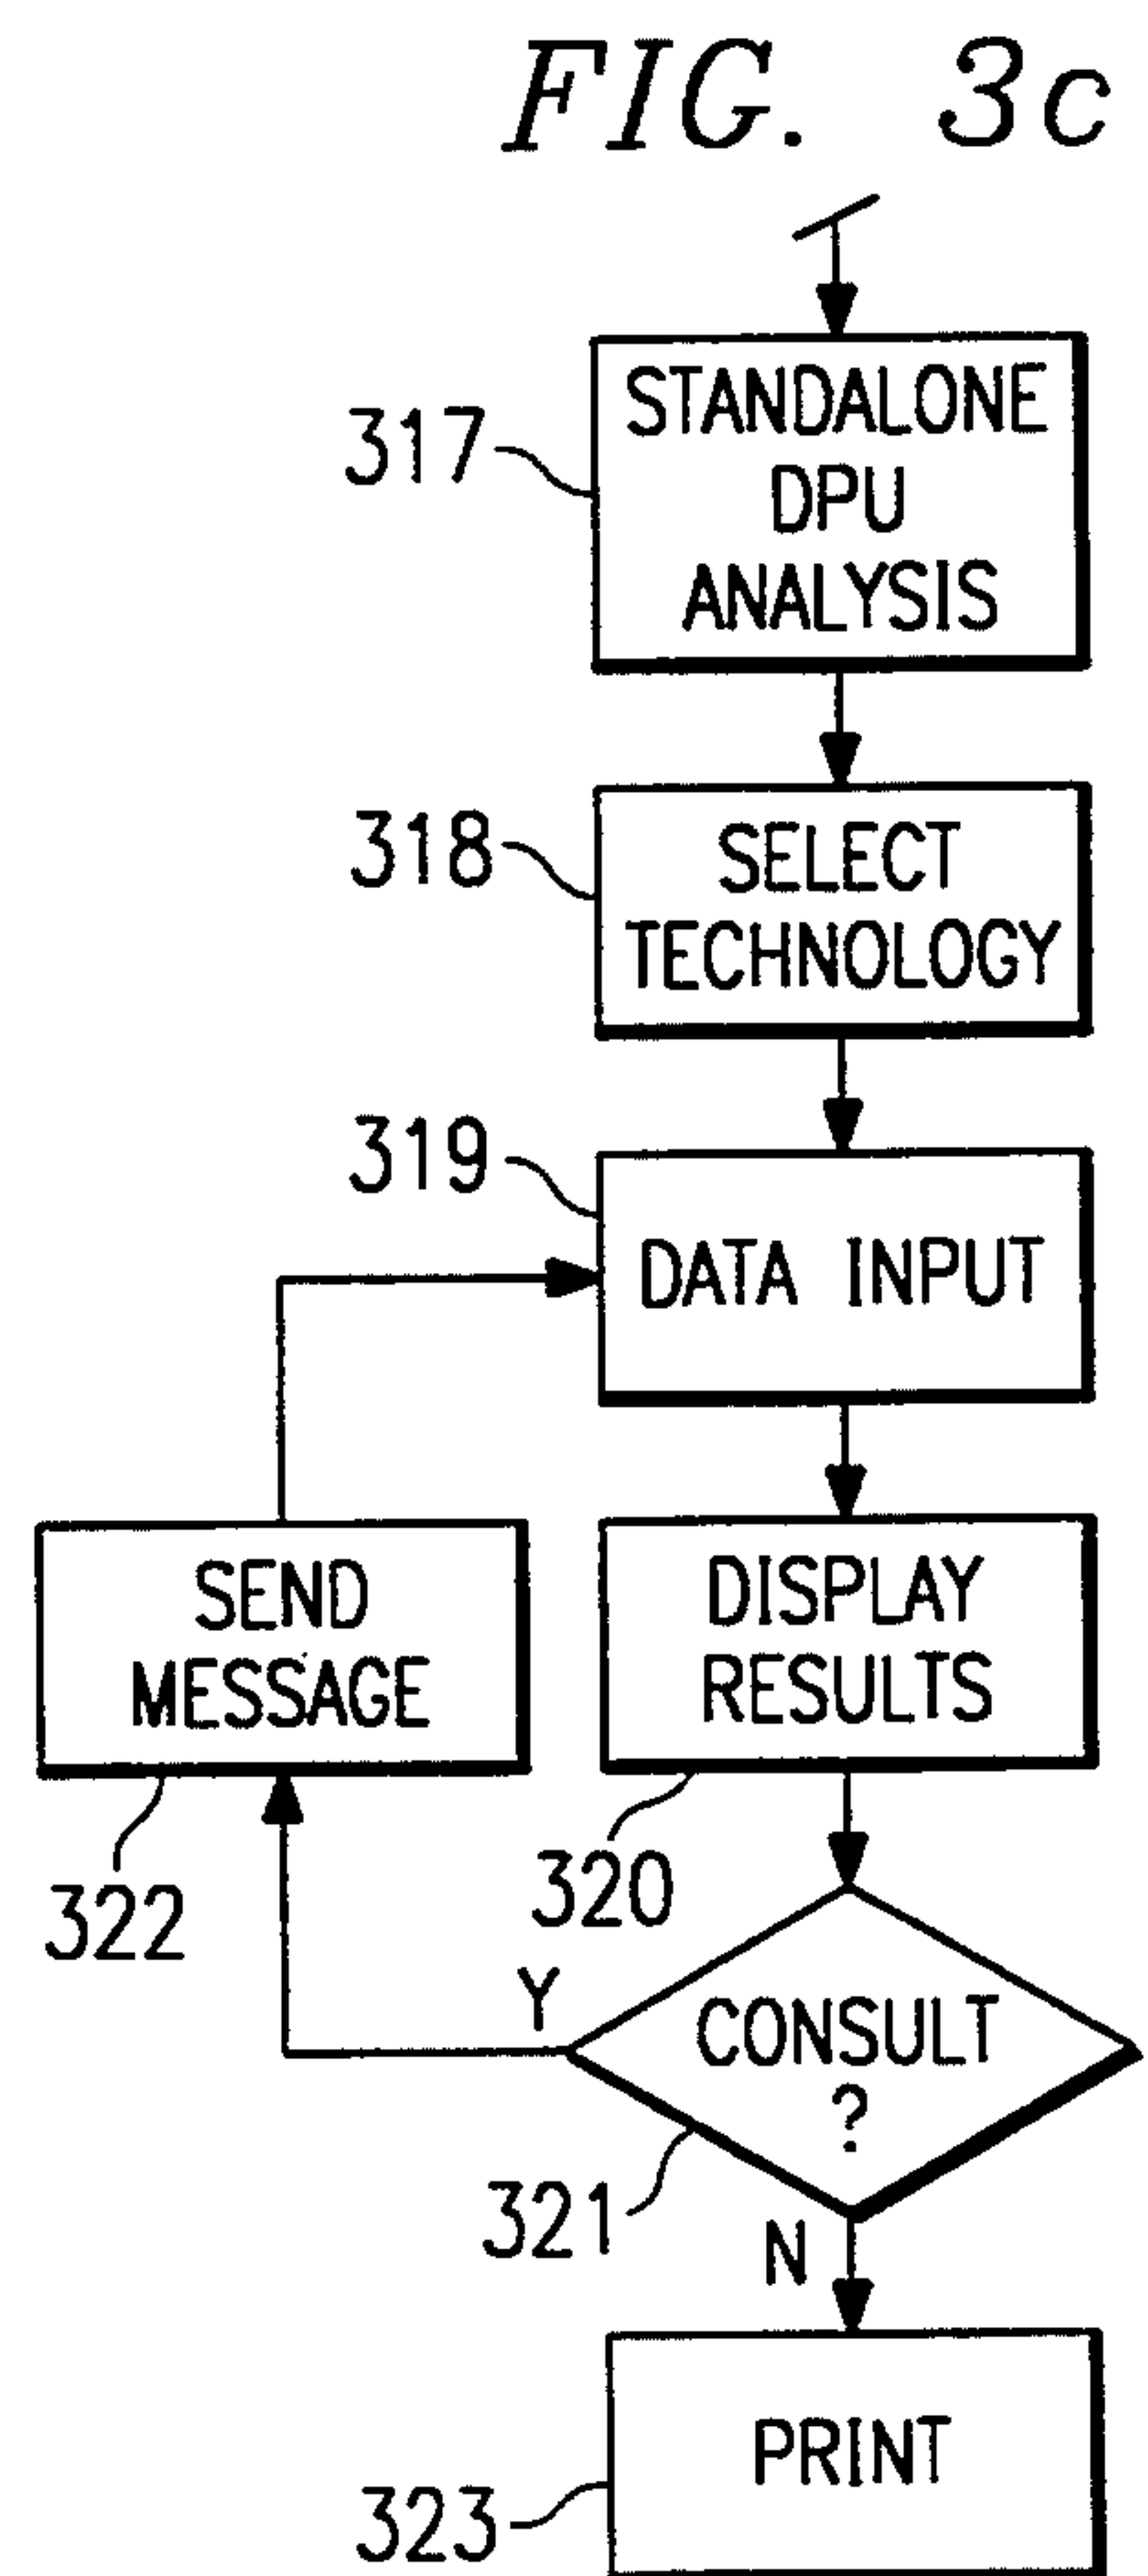 FIG. 3c
317
STANDALONE
DPU
ANALYSIS
318
SELECT
TECHNOLOGY
319
DATA INPUT
SEND
MESSAGE
322
DISPLAY
RESULTS
320
Y
CONSULT
?
321
N
PRINT
323